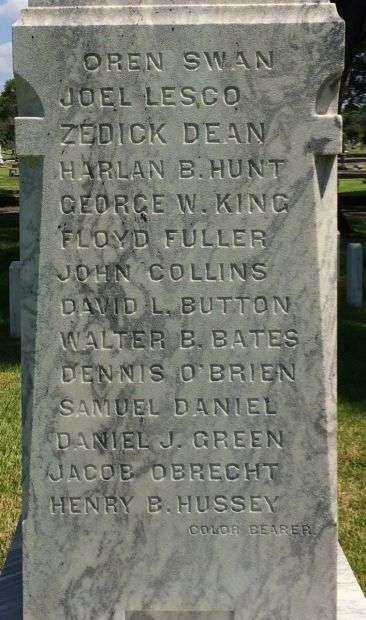 OREN SWAN
JOEL LESCO
ZEDICK DEAN
HARLAN B. HUNT
GEORGE W. KING
FLOYD FULLER
JOHN COLLINS
DAVID L. BUTTON
WALTER B. BATES
DENNIS O'BRIEN
SAMUEL DANIEL
DANIEL J. GREEN
JACOB OBRECHT
HENRY B. HUSSEY
COLOR BEARER.